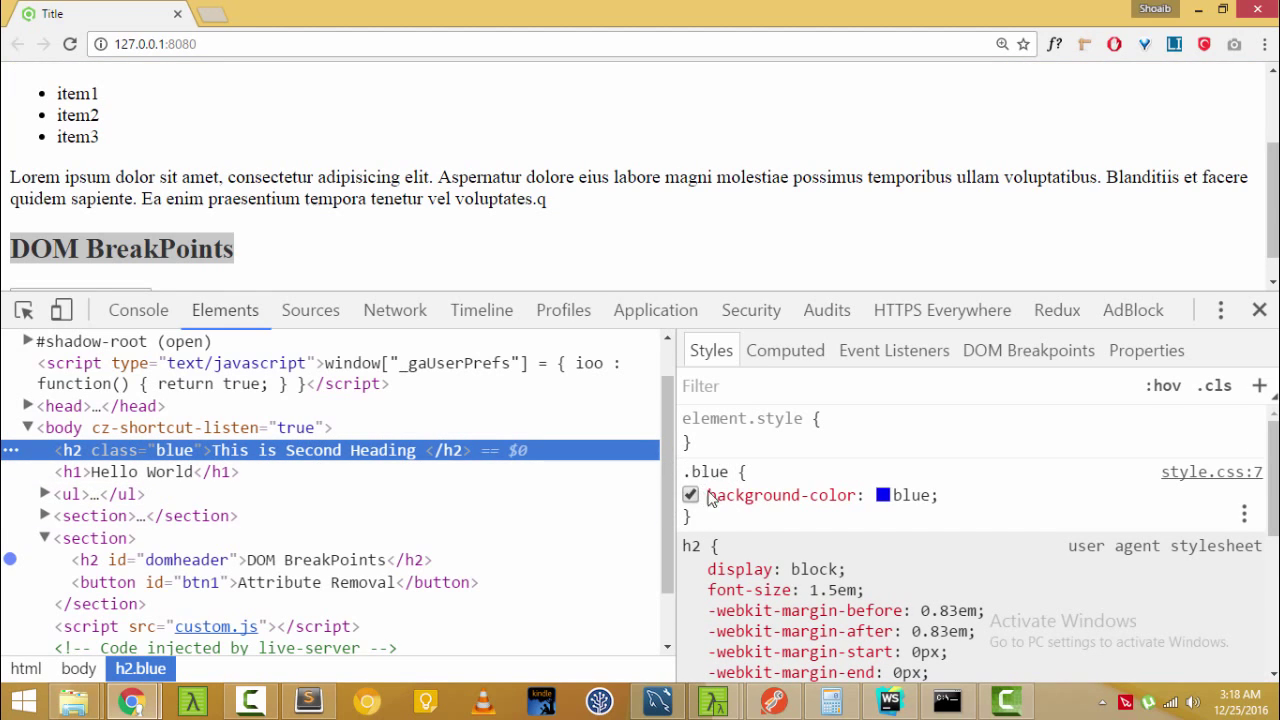 Title
Shoaib
127.0.0.1:8080
f?
LI
item1
item2
item3
Lorem ipsum dolor sit amet, consectetur adipisicing elit. Aspernatur dolore eius labore magni molestiae possimus temporibus ullam voluptatibus. Blanditiis et facere
quidem sapiente. Ea enim praesentium tempora tenetur vel voluptates.q
DOM BreakPoints
Console Elements Sources Network Timeline Profiles Application Security Audits HTTPS Everywhere Redux AdBlock
#shadow-root (open)
<script type="text/javascript">window["_gaUserPrefs"] = { ioo :
function() { return true; } }</script>
<head>…</head>
<body cz-shortcut-listen="true">
<h2 class="blue">This is Second Heading </h2> == $0
<h1>Hello World</h1>
<ul>…</ul>
<section>…</section>
<section>
<h2 id="domheader">DOM BreakPoints</h2>
<button id="btn1">Attribute Removal</button>
</section>
<script src="custom.js"></script>
<!-- Code injected by live-server -->
html body h2.blue
Styles Computed Event Listeners DOM Breakpoints Properties
Filter :hov .cls +
element.style {
}
.blue { style.css:7
background-color: blue;
}
h2 { user agent stylesheet
display: block;
font-size: 1.5em;
-webkit-margin-before: 0.83em;
-webkit-margin-after: 0.83em;
-webkit-margin-start: 0px;
-webkit-margin-end: 0px;
Activate Windows
Go to PC settings to activate Windows.
kindle
WS
3:18 AM
12/25/2016